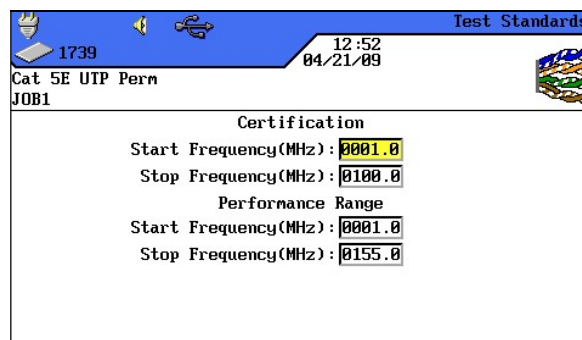 Test Standards
1739
12:52
04/21/09
Cat 5E UTP Perm
JOB1
Certification
Start Frequency(MHz): 0001.0
Stop Frequency(MHz): 0100.0
Performance Range
Start Frequency(MHz): 0001.0
Stop Frequency(MHz): 0155.0